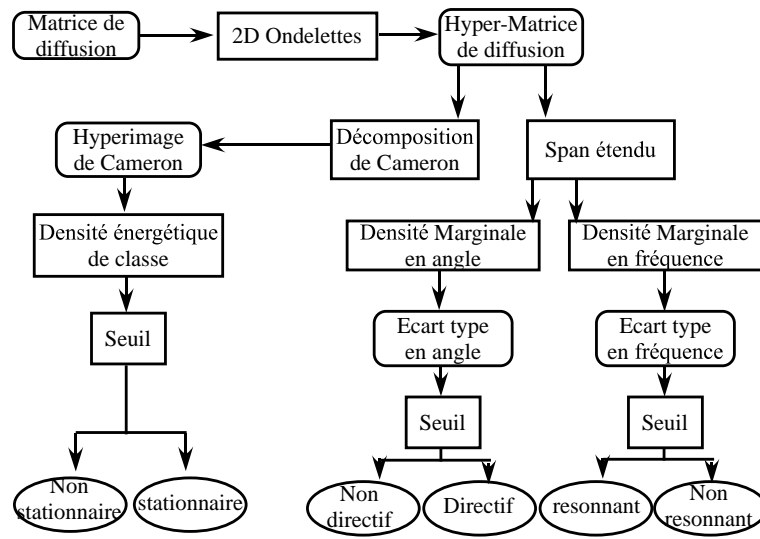 Matrice de
diffusion
2D Ondelettes
Hyper-Matrice
de diffusion
Hyperimage
de Cameron
Décomposition
de Cameron
Span étendu
Densité énergétique
de classe
Densité Marginale
en angle
Densité Marginale
en fréquence
Seuil
Ecart type
en angle
Ecart type
en fréquence
Seuil
Seuil
Non
stationnaire
stationnaire
Non
directif
Directif
resonnant
Non
resonnant